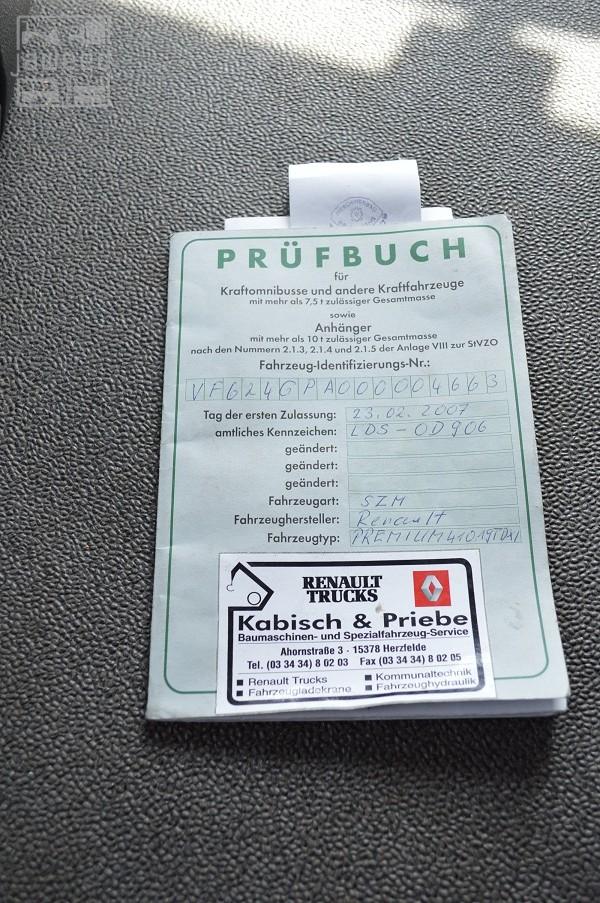 PRÜFBUCH
für
Kraftomnibusse und andere Kraftfahrzeuge
mit mehr als 7,5 t zulässiger Gesamtmasse
sowie
Anhänger
mit mehr als 10 t zulässiger Gesamtmasse
nach den Nummern 2.1.3, 2.1.4 und 2.1.5 der Anlage VIII zur StVZO
Fahrzeug-Identifizierungs-Nr.:
VF624GPA000004663
Tag der ersten Zulassung: 23.02.2007
amtliches Kennzeichen: LDS-OD906
geändert:
geändert:
geändert:
Fahrzeugart: SZM
Fahrzeughersteller: Renault
Fahrzeugtyp: PREMIUM410
RENAULT
TRUCKS
Kabisch & Priebe
Baumaschinen- und Spezialfahrzeug-Service
Ahornstraße 3 - 15378 Herzfelde
Tel. (03 34 34) 8 02 03 Fax (03 34 34) 8 02 05
■ Renault Trucks ■ Kommunaltechnik
■ Fahrzeugladekrane ■ Fahrzeughydraulik